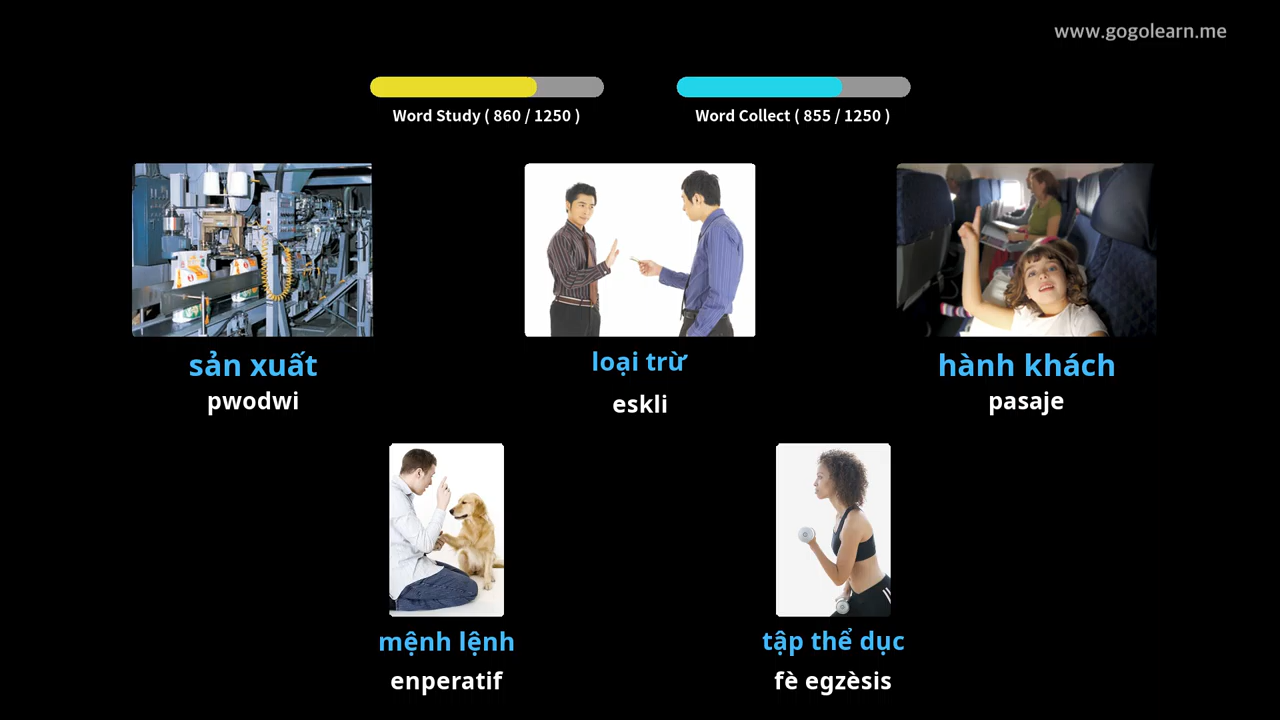 www.gogolearn.me
Word Study ( 860 / 1250 )
Word Collect ( 855 / 1250 )
sản xuất
pwodwi
loại trừ
eskli
hành khách
pasaje
mệnh lệnh
enperatif
tập thể dục
fè egzèsis